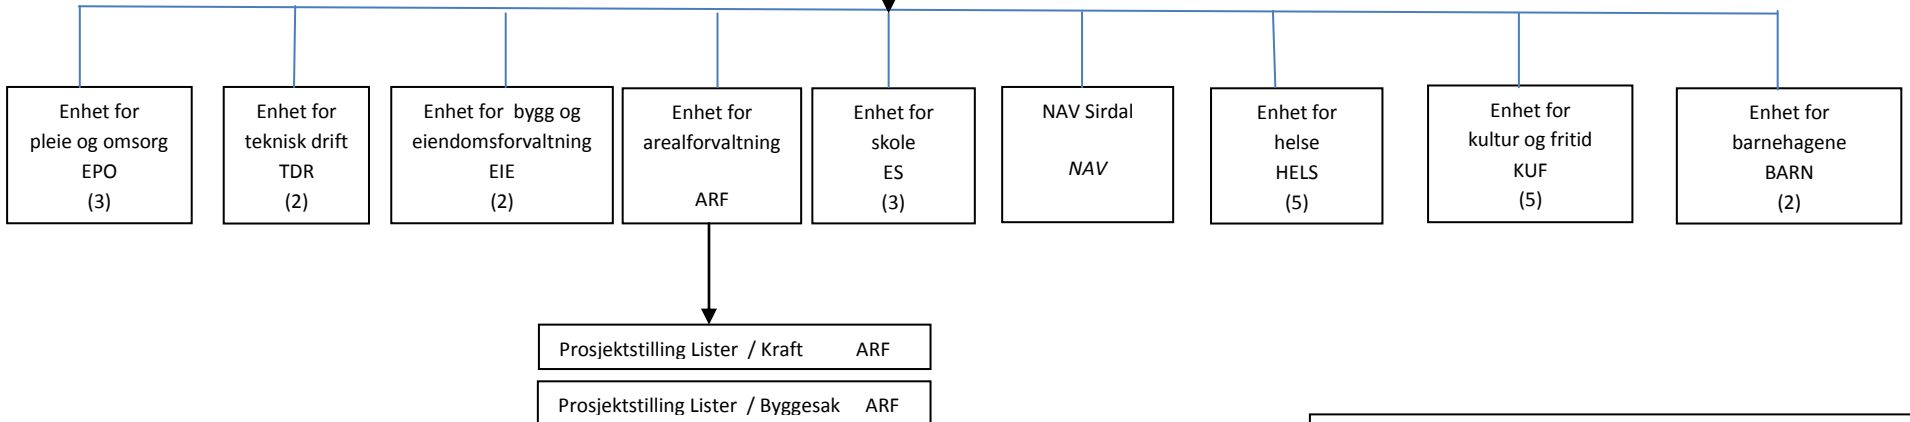 Enhet for
pleie og omsorg
EPO
(3)
Enhet for
teknisk drift
TDR
(2)
Enhet for bygg og
eiendomsforvaltning
EIE
(2)
Enhet for
arealforvaltning
ARF
Enhet for
skole
ES
(3)
NAV Sirdal
NAV
Enhet for
helse
HELS
(5)
Enhet for
kultur og fritid
KUF
(5)
Enhet for
barnehagene
BARN
(2)
Prosjektstilling Lister / Kraft ARF
Prosjektstilling Lister / Byggesak ARF